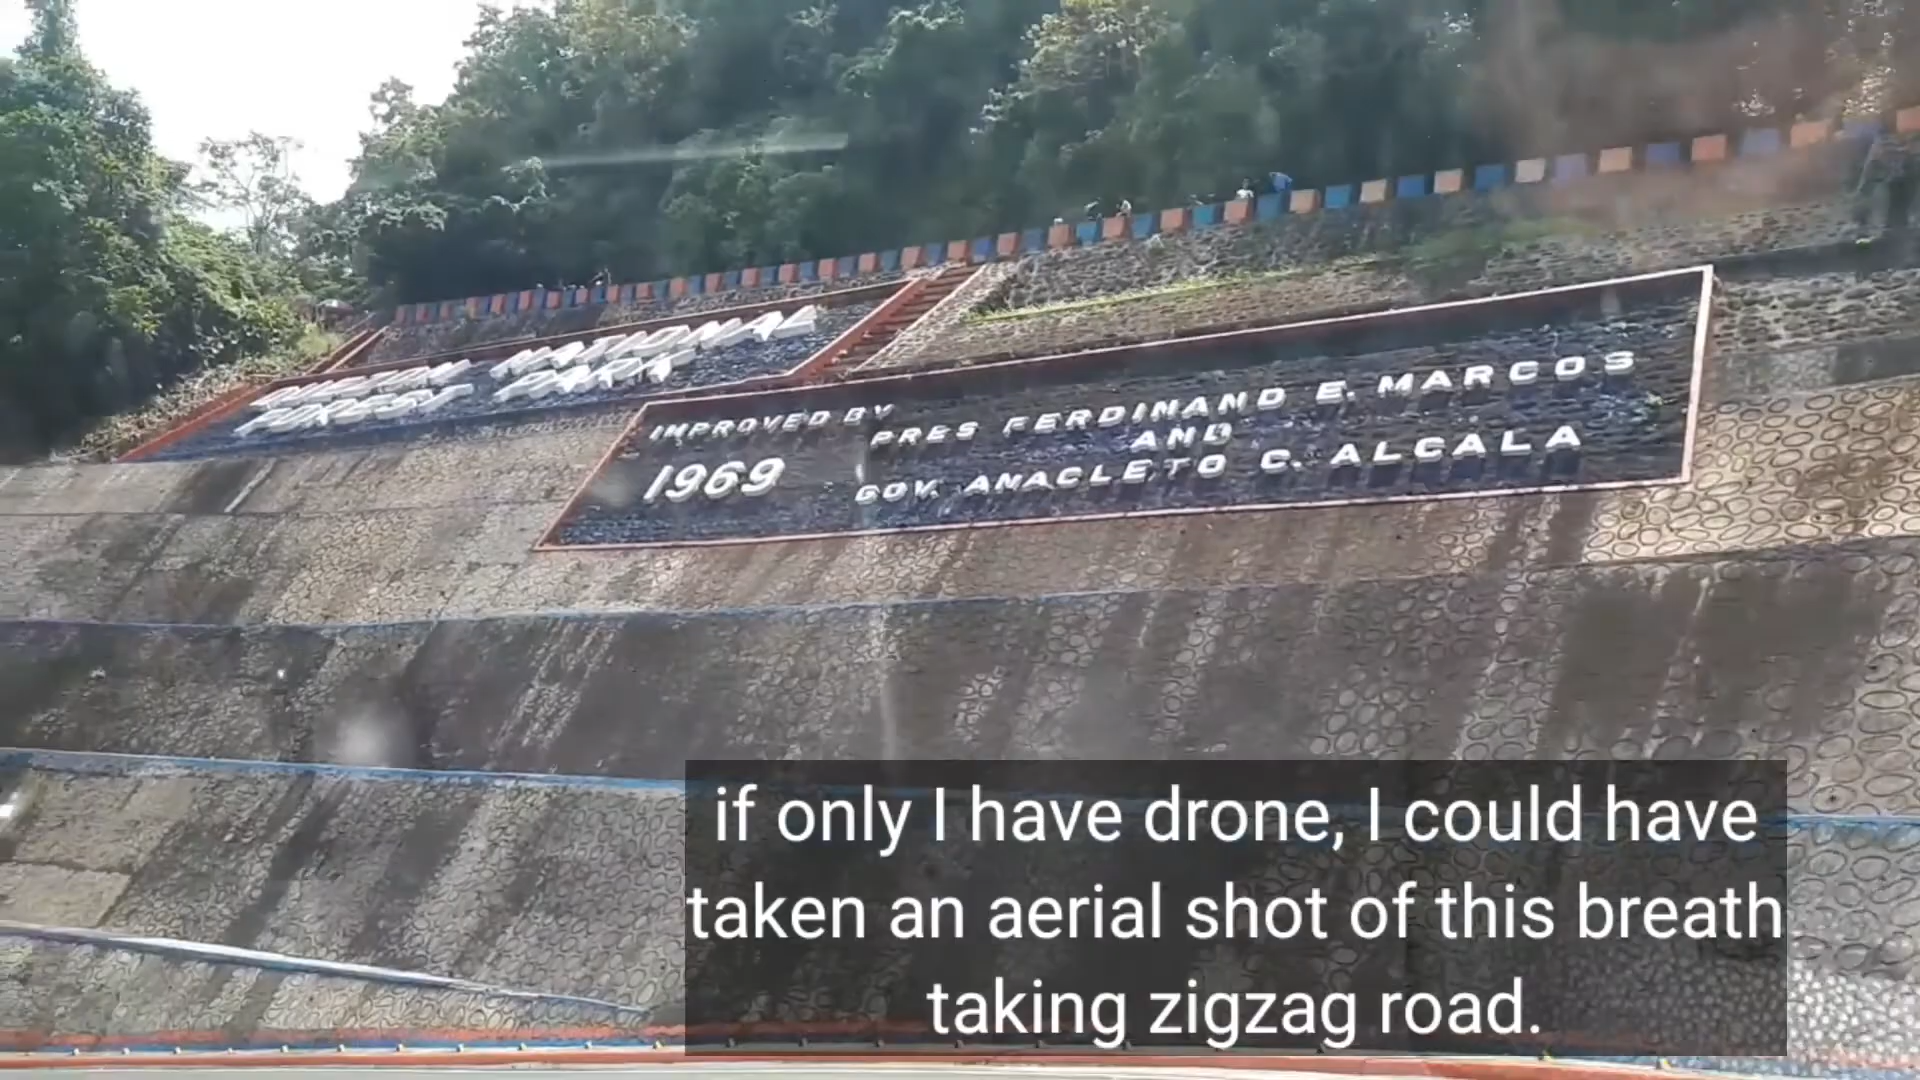 QUEZON NATIONAL
FOREST PARK
IMPROVED BY
1969
PRES FERDINAND E. MARCOS
AND
GOV. ANACLETO C. ALCALA
if only I have drone, I could have
taken an aerial shot of this breath
taking zigzag road.